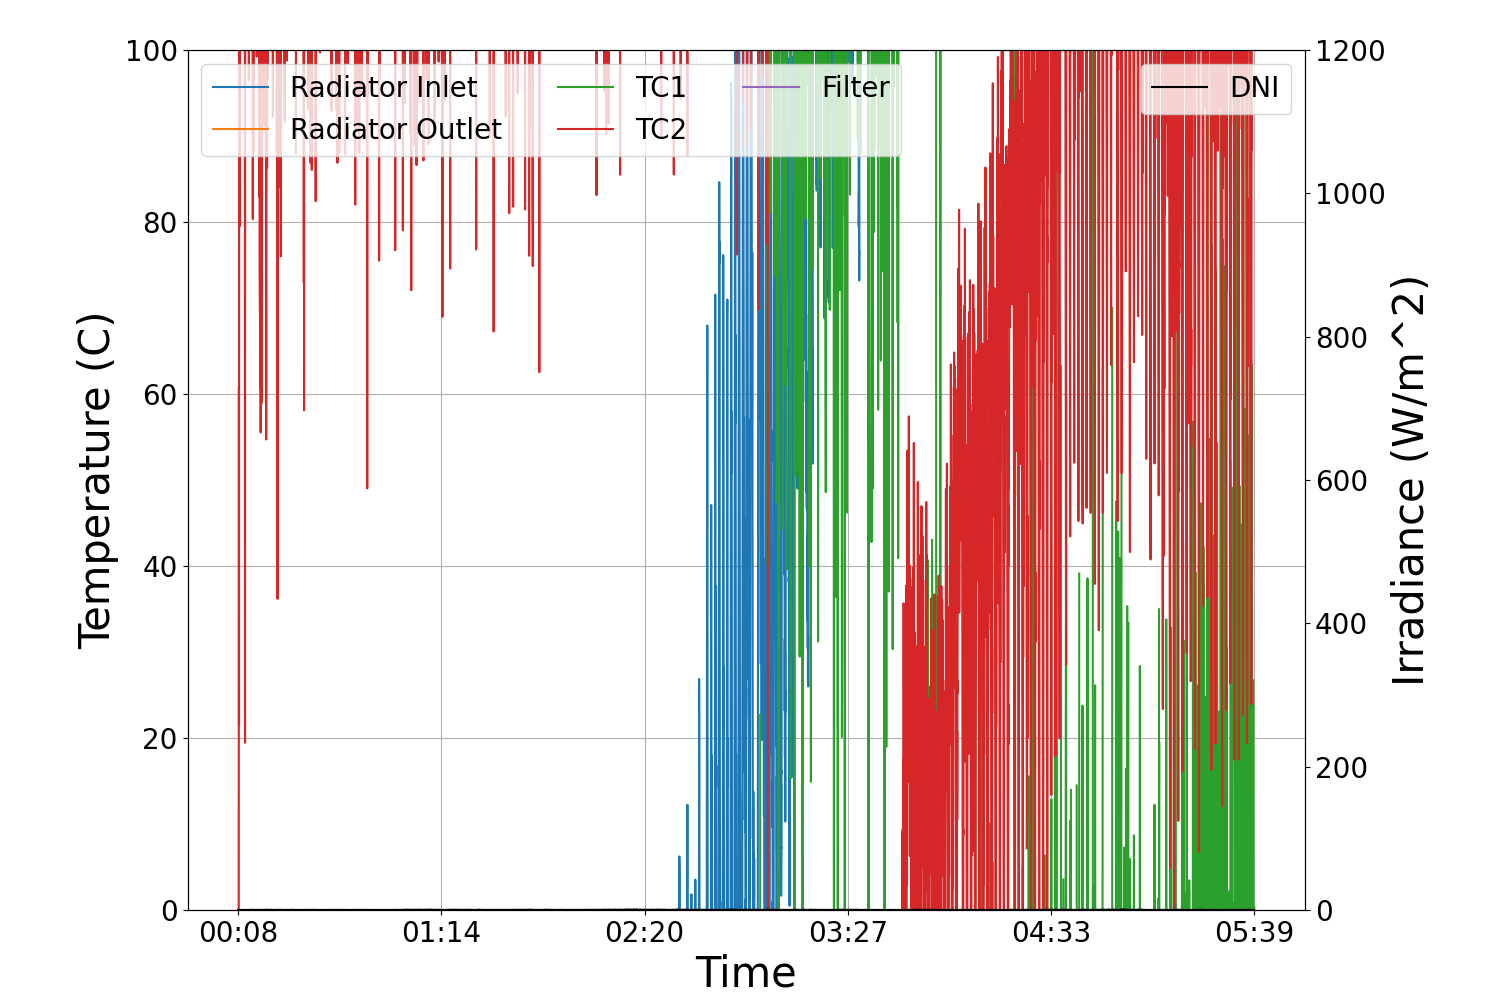 Temperature (C)
100
80
60
40
20
0
Radiator Inlet
Radiator Outlet
TC1
TC2
Filter
DNI
1200
1000
800
600
400
200
0
Irradiance (W/m^2)
00:08 01:14 02:20 03:27 04:33 05:39
Time